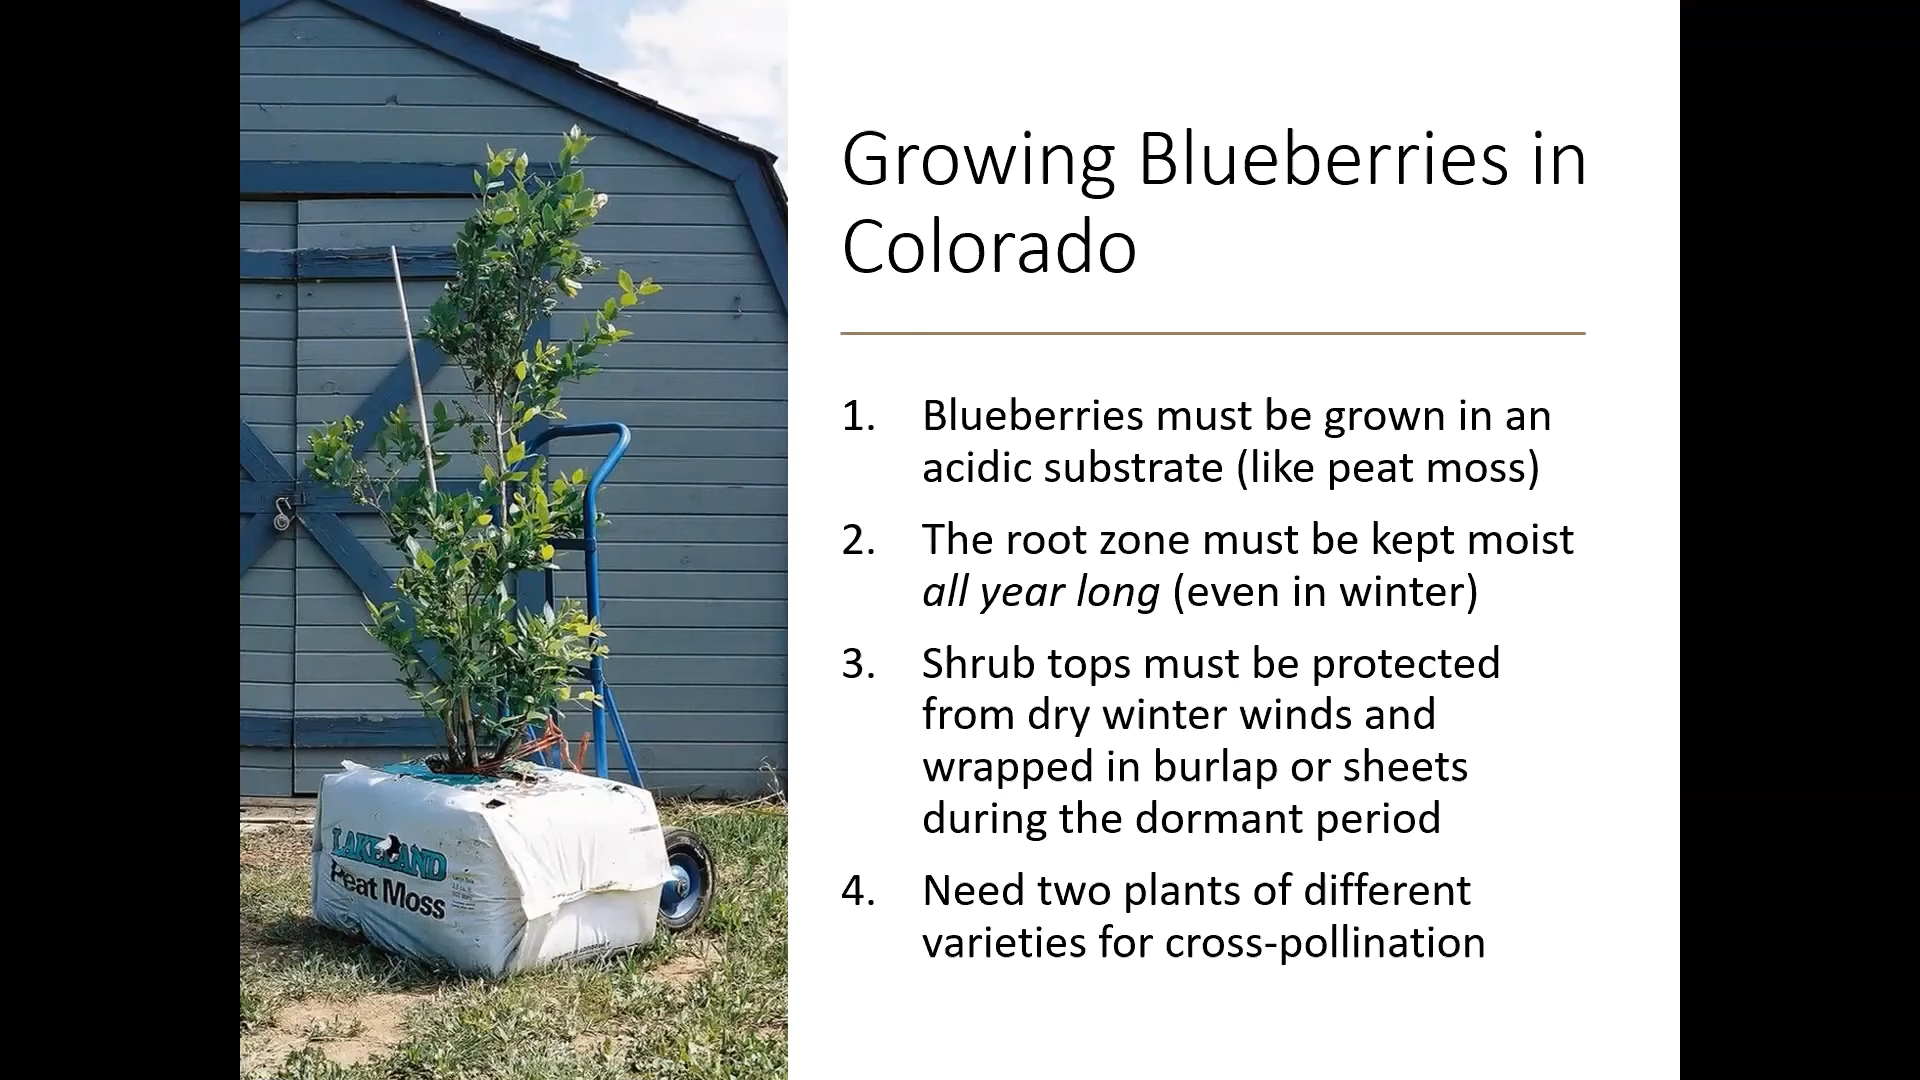 Growing Blueberries in
Colorado
1. Blueberries must be grown in an
acidic substrate (like peat moss)
2. The root zone must be kept moist
all year long (even in winter)
3. Shrub tops must be protected
from dry winter winds and
wrapped in burlap or sheets
during the dormant period
4. Need two plants of different
varieties for cross-pollination
LAKELAND
Peat Moss